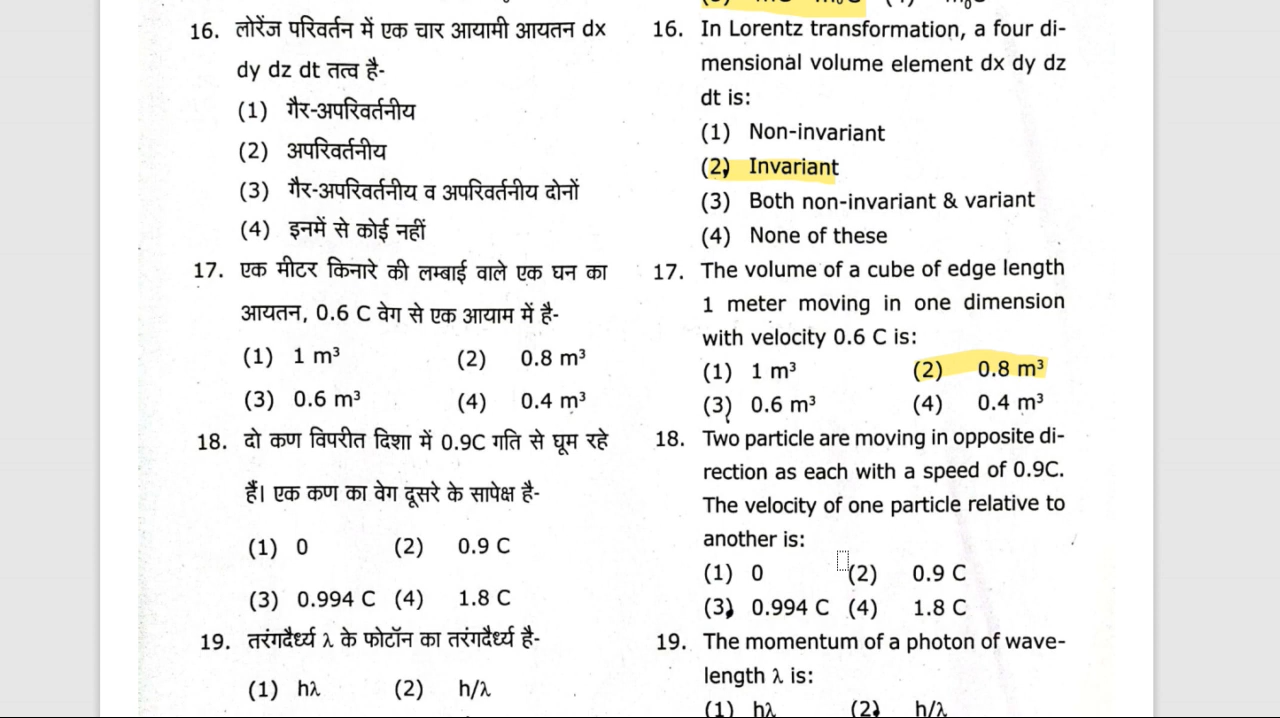 16. लोरेंज परिवर्तन में एक चार आयामी आयतन dx
dy dz dt तत्व है-
(1) गैर-अपरिवर्तनीय
(2) अपरिवर्तनीय
(3) गैर-अपरिवर्तनीय व अपरिवर्तनीय दोनों
(4) इनमें से कोई नहीं
17. एक मीटर किनारे की लम्बाई वाले एक घन का
आयतन, 0.6 C वेग से एक आयाम में है-
(1) 1 m³ (2) 0.8 m³
(3) 0.6 m³ (4) 0.4 m³
18. दो कण विपरीत दिशा में 0.9C गति से घूम रहे
हैं। एक कण का वेग दूसरे के सापेक्ष है-
(1) 0 (2) 0.9 C
(3) 0.994 C (4) 1.8 C
19. तरंगदैर्ध्य λ के फोटॉन का तरंगदैर्ध्य है-
(1) hλ (2) h/λ
16. In Lorentz transformation, a four di-
mensional volume element dx dy dz
dt is:
(1) Non-invariant
(2) Invariant
(3) Both non-invariant & variant
(4) None of these
17. The volume of a cube of edge length
1 meter moving in one dimension
with velocity 0.6 C is:
(1) 1 m³ (2) 0.8 m³
(3) 0.6 m³ (4) 0.4 m³
18. Two particle are moving in opposite di-
rection as each with a speed of 0.9C.
The velocity of one particle relative to
another is:
(1) 0 (2) 0.9 C
(3) 0.994 C (4) 1.8 C
19. The momentum of a photon of wave-
length λ is:
(1) hλ (2) h/λ